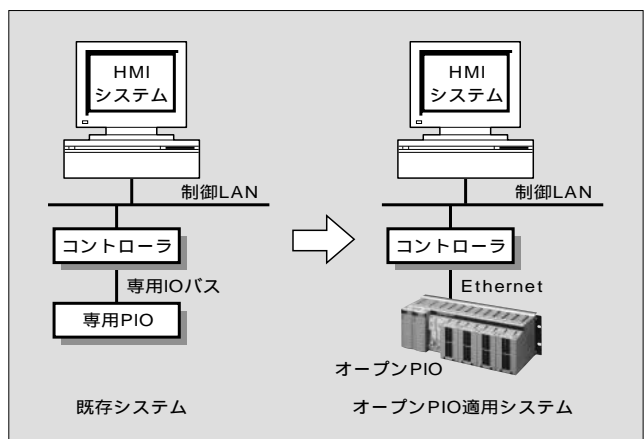 HMI
システム
制御LAN
コントローラ
専用IOバス
専用PIO
既存システム
HMI
システム
制御LAN
コントローラ
Ethernet
オープンPIO
オープンPIO適用システム